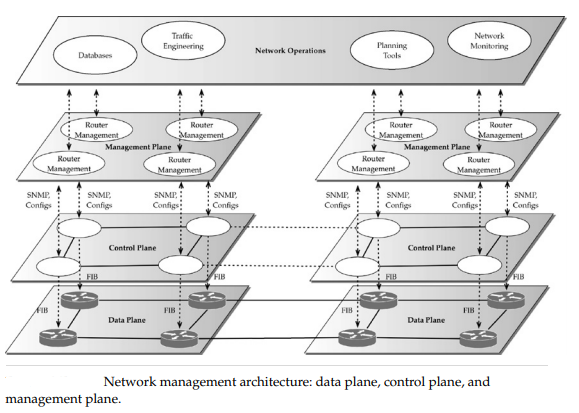 Traffic
Engineering
Network
Monitoring
Databases
Network Operations
Planning
Tools
Router
Management
Router
Management
Router
Management
Router
Management
Management Plane
Management Plane
Router
Management
Router
Management
Router
Management
Router
Management
SNMP,
Configs
SNMP,
Configs
SNMP,
Configs
SNMP,
Configs
SNMP,
Configs
SNMP,
Configs
SNMP,
Configs
SNMP,
Configs
Control Plane
Control Plane
FIB
FIB
FIB
FIB
FIB
FIB
FIB
FIB
Data Plane
Data Plane
Network management architecture: data plane, control plane, and
management plane.